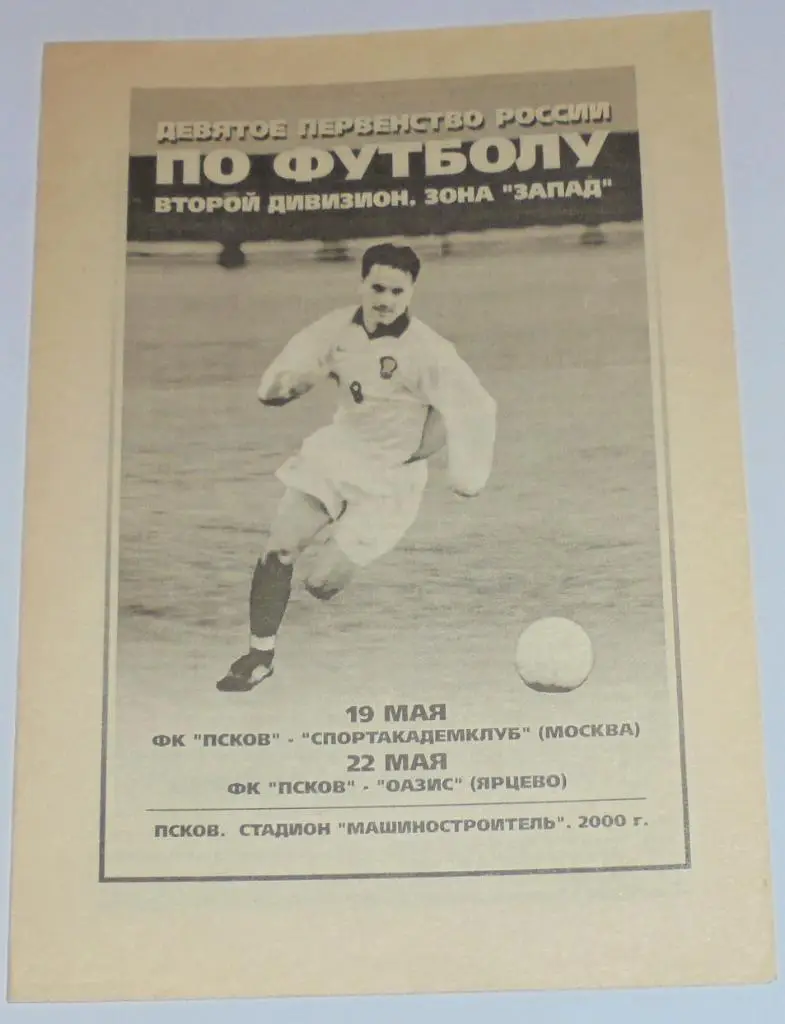 ДЕВЯТОЕ ПЕРВЕНСТВО РОССИИ
ПО ФУТБОЛУ
ВТОРОЙ ДИВИЗИОН. ЗОНА "ЗАПАД"
9
19 МАЯ
ФК "ПСКОВ" - "СПОРТАКАДЕМКЛУБ" (МОСКВА)
22 МАЯ
ФК "ПСКОВ" - "ОАЗИС" (ЯРЦЕВО)
ПСКОВ. СТАДИОН "МАШИНОСТРОИТЕЛЬ". 2000 г.